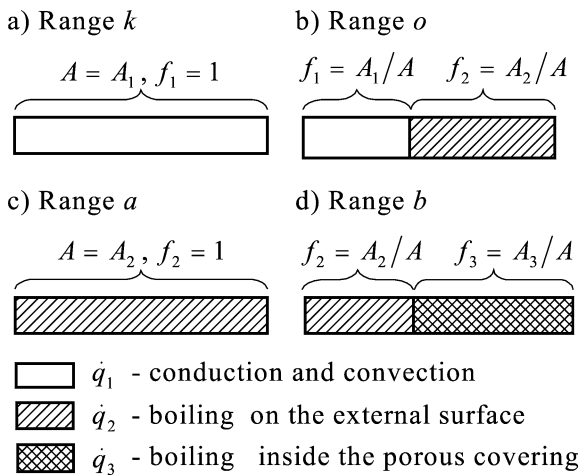 a) Range k
A = A₁ , f₁ = 1
b) Range o
f₁ = A₁/A f₂ = A₂/A
c) Range a
A = A₂ , f₂ = 1
d) Range b
f₂ = A₂/A f₃ = A₃/A
q̇₁ - conduction and convection
q̇₂ - boiling on the external surface
q̇₃ - boiling inside the porous covering